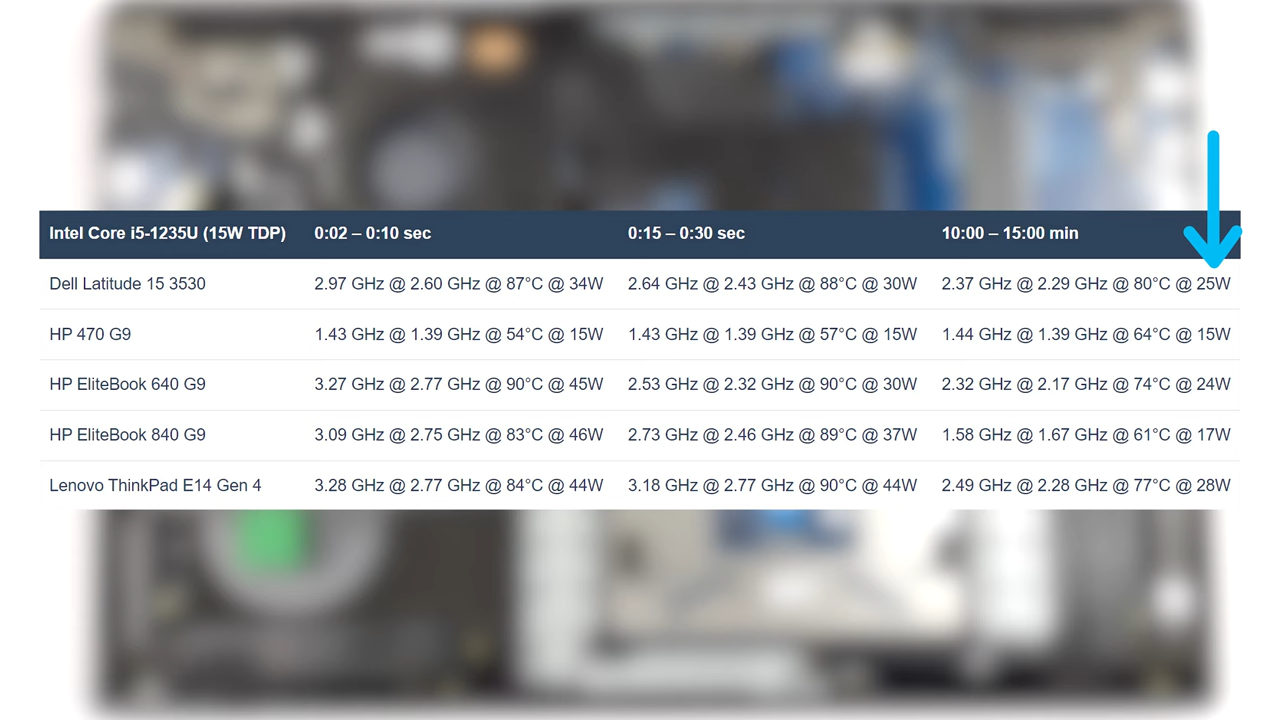 Intel Core i5-1235U (15W TDP) 0:02 – 0:10 sec 0:15 – 0:30 sec 10:00 – 15:00 min
Dell Latitude 15 3530 2.97 GHz @ 2.60 GHz @ 87°C @ 34W 2.64 GHz @ 2.43 GHz @ 88°C @ 30W 2.37 GHz @ 2.29 GHz @ 80°C @ 25W
HP 470 G9 1.43 GHz @ 1.39 GHz @ 54°C @ 15W 1.43 GHz @ 1.39 GHz @ 57°C @ 15W 1.44 GHz @ 1.39 GHz @ 64°C @ 15W
HP EliteBook 640 G9 3.27 GHz @ 2.77 GHz @ 90°C @ 45W 2.53 GHz @ 2.32 GHz @ 90°C @ 30W 2.32 GHz @ 2.17 GHz @ 74°C @ 24W
HP EliteBook 840 G9 3.09 GHz @ 2.75 GHz @ 83°C @ 46W 2.73 GHz @ 2.46 GHz @ 89°C @ 37W 1.58 GHz @ 1.67 GHz @ 61°C @ 17W
Lenovo ThinkPad E14 Gen 4 3.28 GHz @ 2.77 GHz @ 84°C @ 44W 3.18 GHz @ 2.77 GHz @ 90°C @ 44W 2.49 GHz @ 2.28 GHz @ 77°C @ 28W